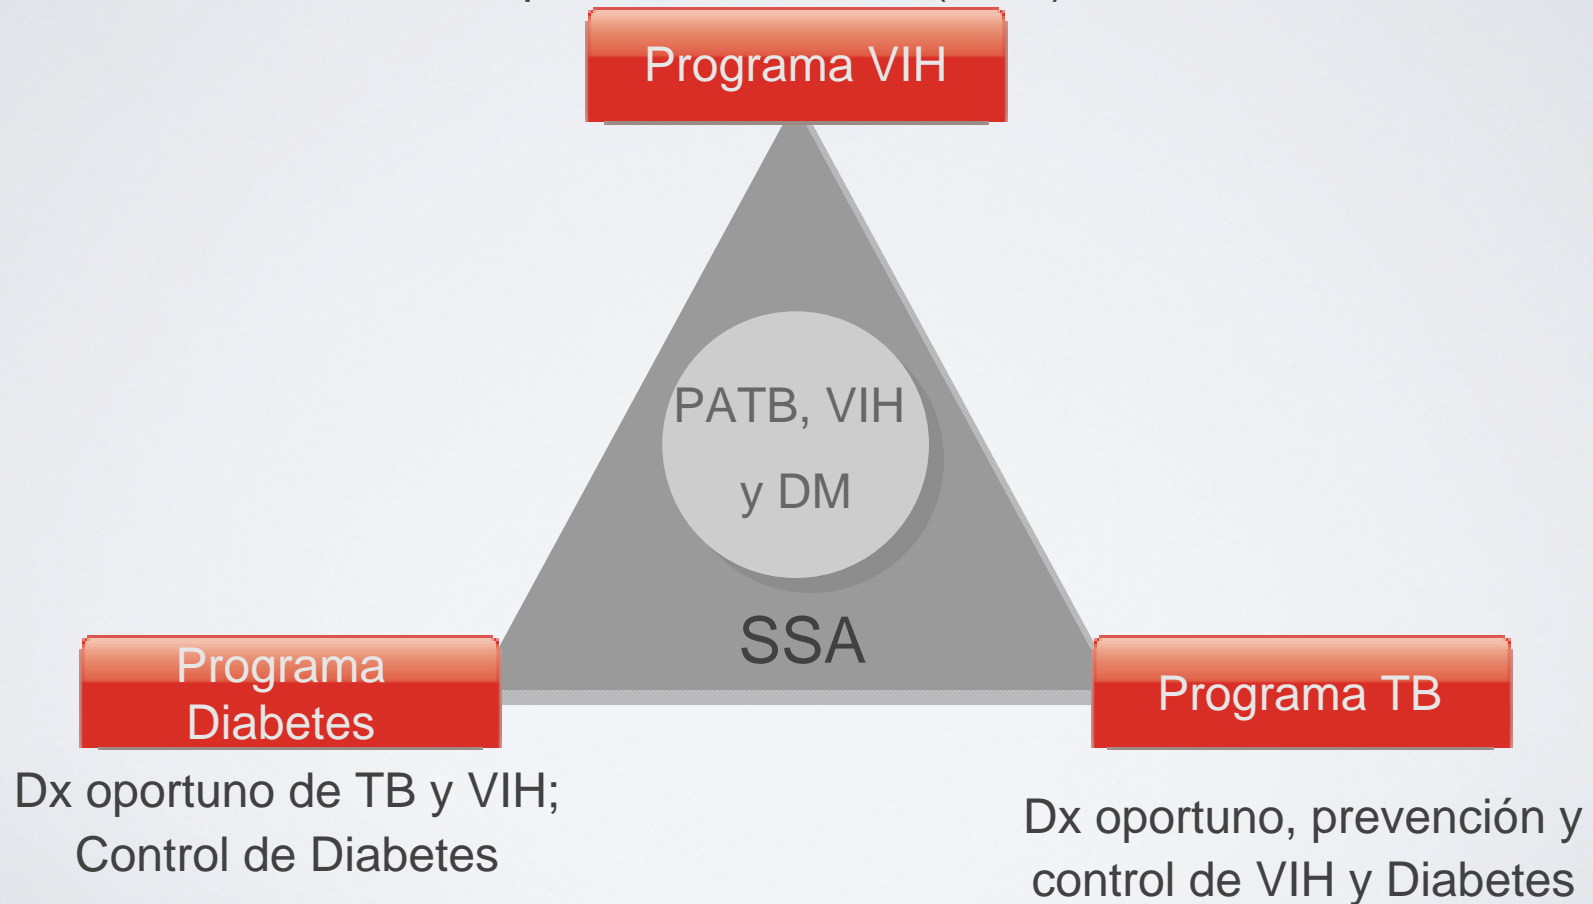 Programa VIH
PATB, VIH
y DM
SSA
Programa
Diabetes
Programa TB
Dx oportuno de TB y VIH;
Control de Diabetes
Dx oportuno, prevención y
control de VIH y Diabetes